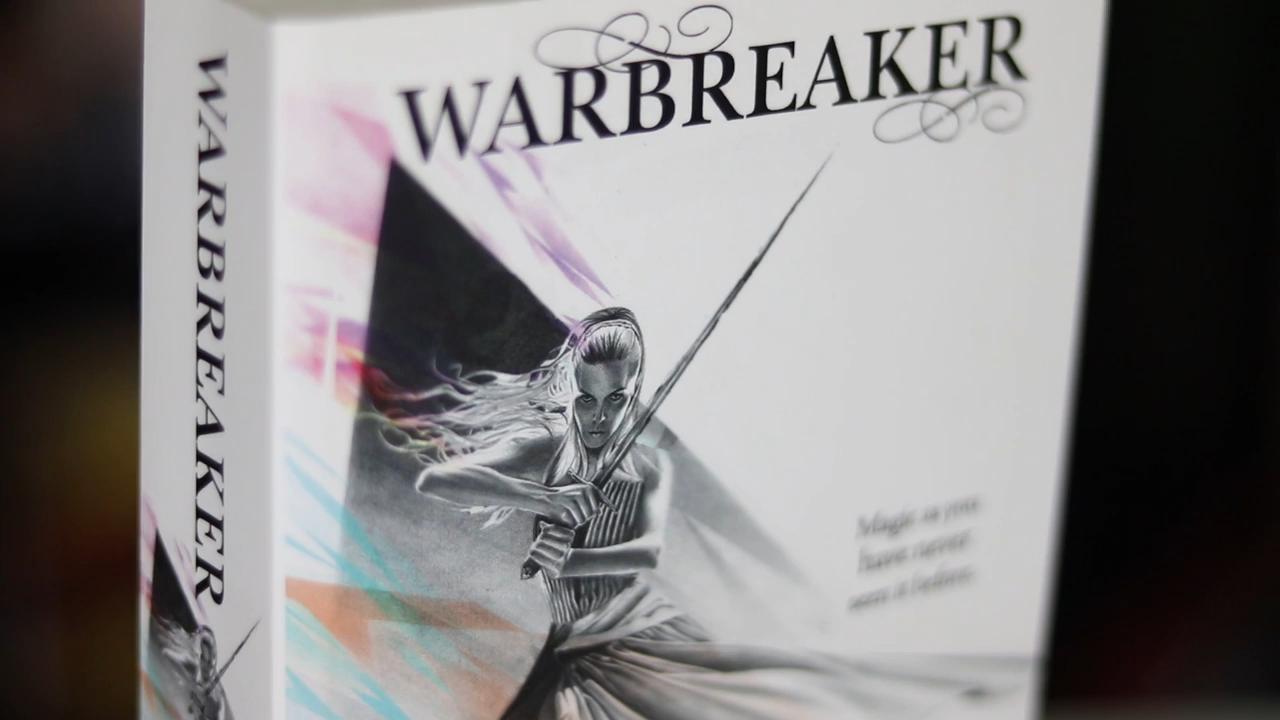 WARBREAKER
WARBREAKER
Magic as you
have never
seen it before.